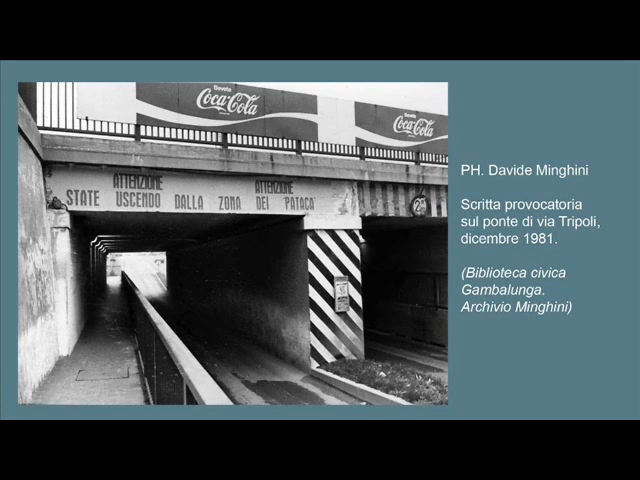 Bevete
Coca-Cola
Bevete
Coca-Cola
ATTENZIONE
ATTENZIONE
STATE USCENDO DALLA ZONA DEI 'PATACA'
PH. Davide Minghini
Scritta provocatoria
sul ponte di via Tripoli,
dicembre 1981.
(Biblioteca civica
Gambalunga.
Archivio Minghini)